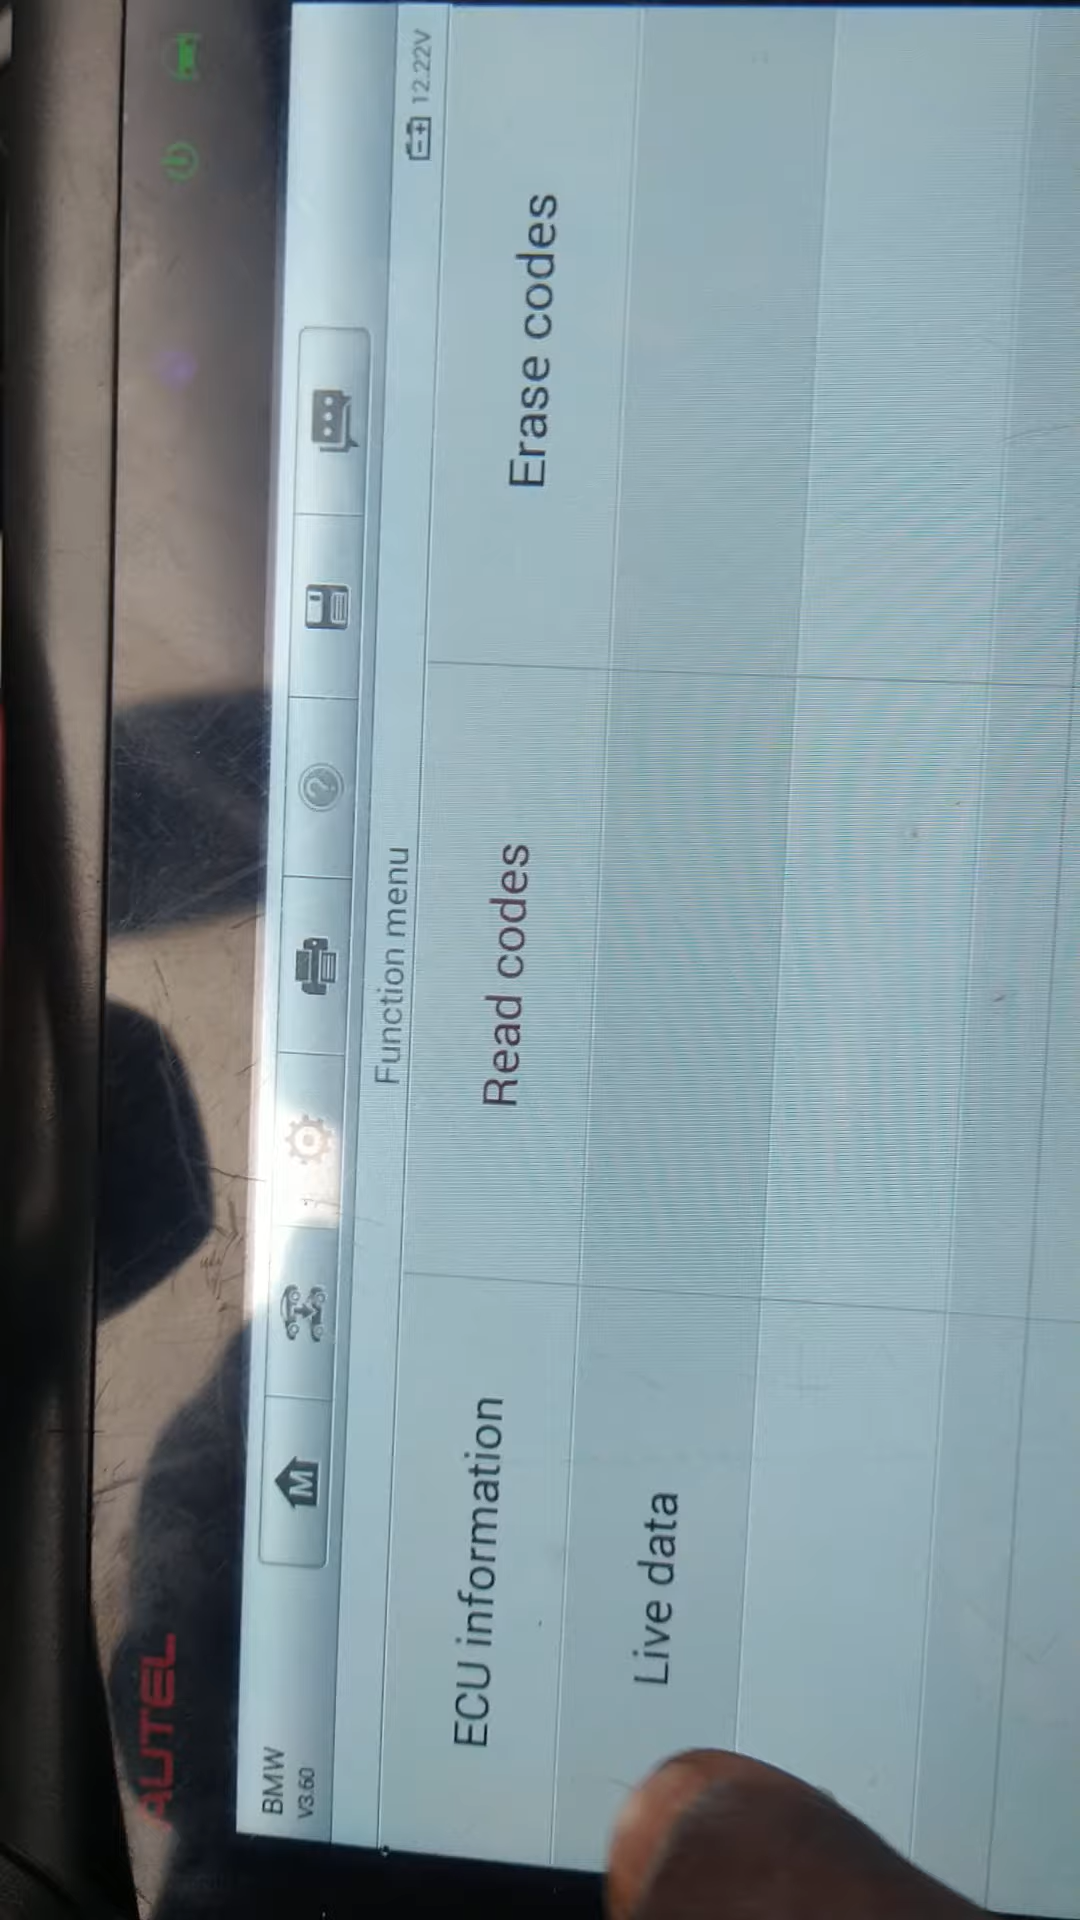 AUTEL
BMW
V3.60
M
Function menu
12.22V
ECU information
Read codes
Erase codes
Live data